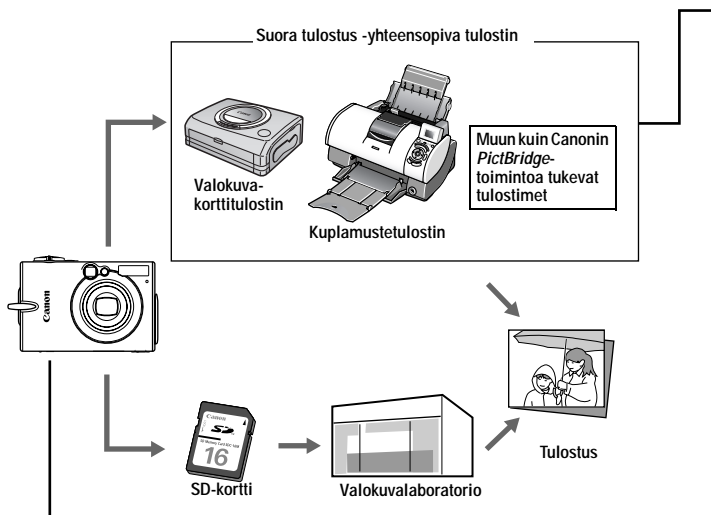 Suora tulostus -yhteensopiva tulostin
Valokuva-
korttitulostin
Kuplamustetulostin
Muun kuin Canonin
PictBridge-
toimintoa tukevat
tulostimet
Canon
Canon
SD
16
SD-kortti
Valokuvalaboratorio
Tulostus